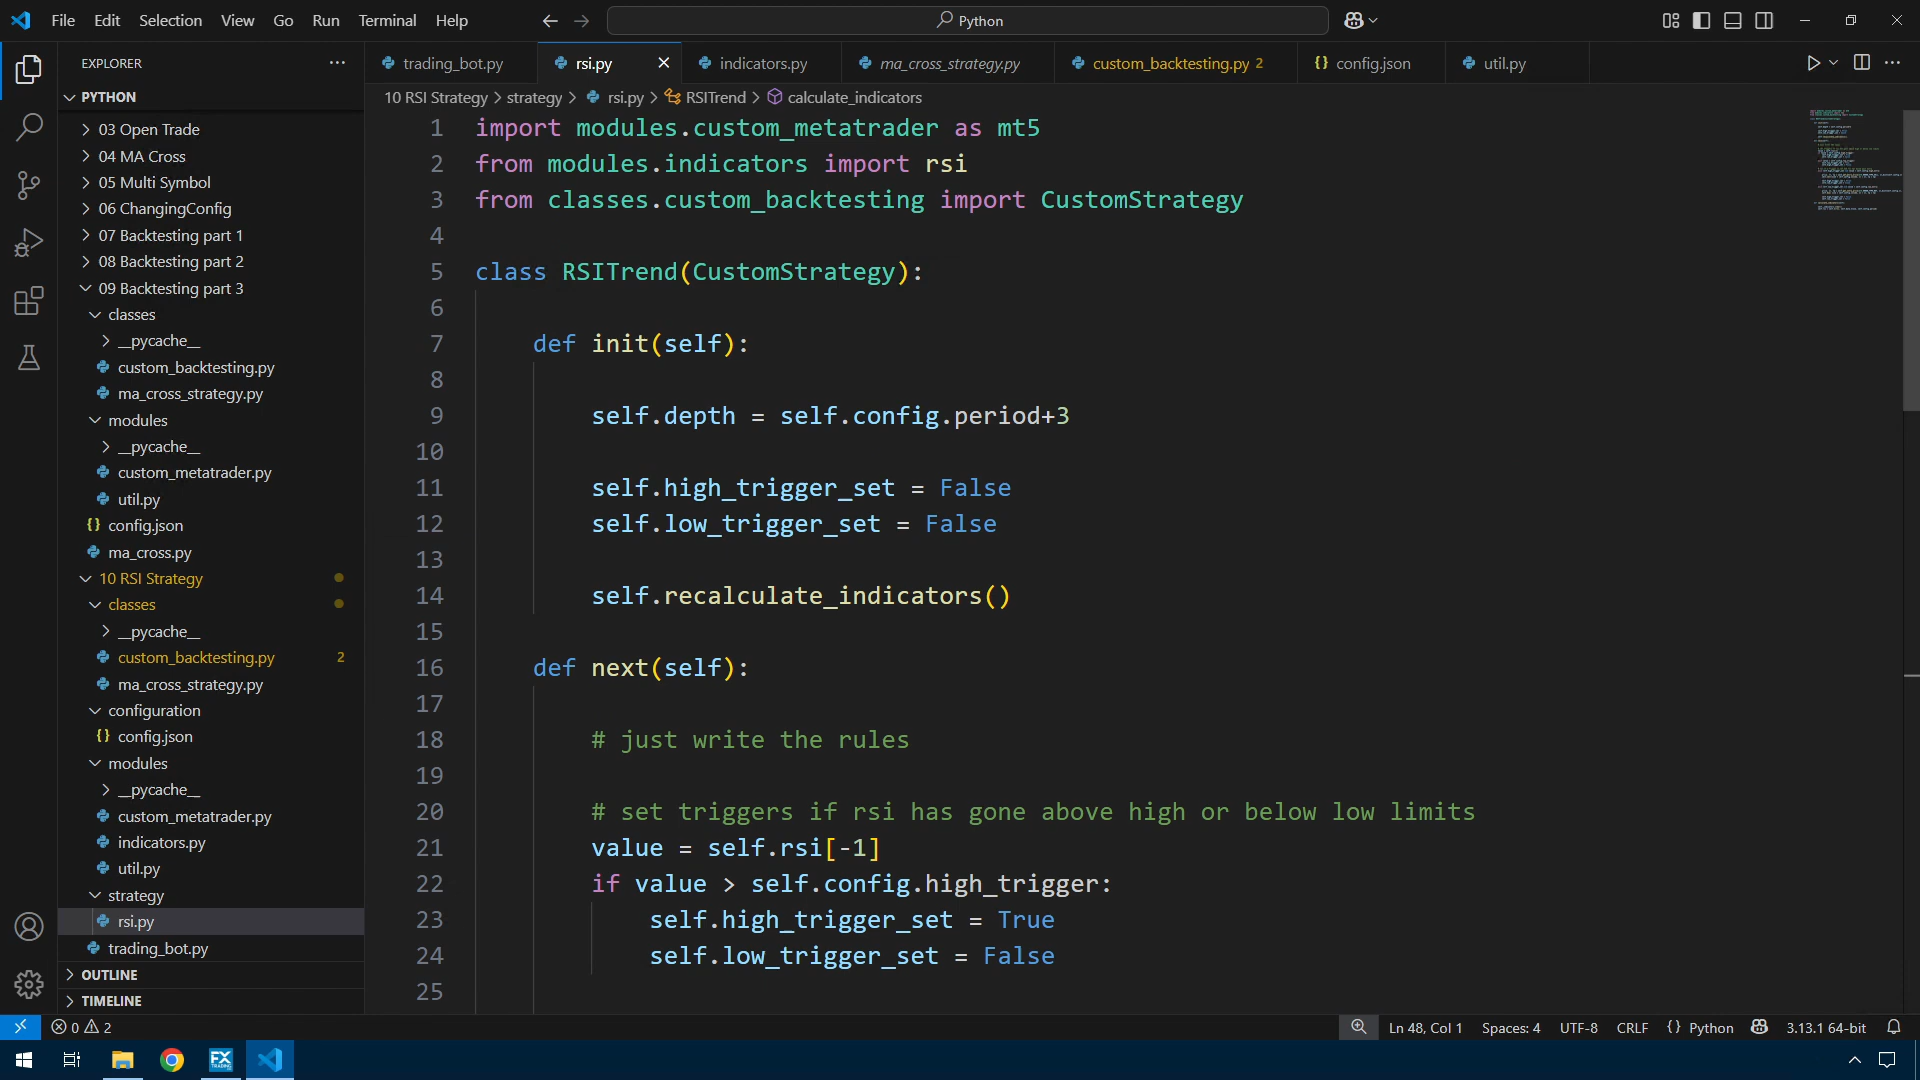 File Edit Selection View Go Run Terminal Help
Python
EXPLORER
PYTHON
03 Open Trade
04 MA Cross
05 Multi Symbol
06 ChangingConfig
07 Backtesting part 1
08 Backtesting part 2
09 Backtesting part 3
classes
__pycache__
custom_backtesting.py
ma_cross_strategy.py
modules
__pycache__
custom_metatrader.py
util.py
{} config.json
ma_cross.py
10 RSI Strategy
classes
__pycache__
custom_backtesting.py 2
ma_cross_strategy.py
configuration
{} config.json
modules
__pycache__
custom_metatrader.py
indicators.py
util.py
strategy
rsi.py
trading_bot.py
OUTLINE
TIMELINE
trading_bot.py rsi.py indicators.py ma_cross_strategy.py custom_backtesting.py 2 {} config.json util.py
10 RSI Strategy > strategy > rsi.py > RSITrend > calculate_indicators
1 import modules.custom_metatrader as mt5
2 from modules.indicators import rsi
3 from classes.custom_backtesting import CustomStrategy
4
5 class RSITrend(CustomStrategy):
6
7 def init(self):
8
9 self.depth = self.config.period+3
10
11 self.high_trigger_set = False
12 self.low_trigger_set = False
13
14 self.recalculate_indicators()
15
16 def next(self):
17
18 # just write the rules
19
20 # set triggers if rsi has gone above high or below low limits
21 value = self.rsi[-1]
22 if value > self.config.high_trigger:
23 self.high_trigger_set = True
24 self.low_trigger_set = False
25
0 2 Ln 48, Col 1 Spaces: 4 UTF-8 CRLF {} Python 3.13.1 64-bit
FX TRADING